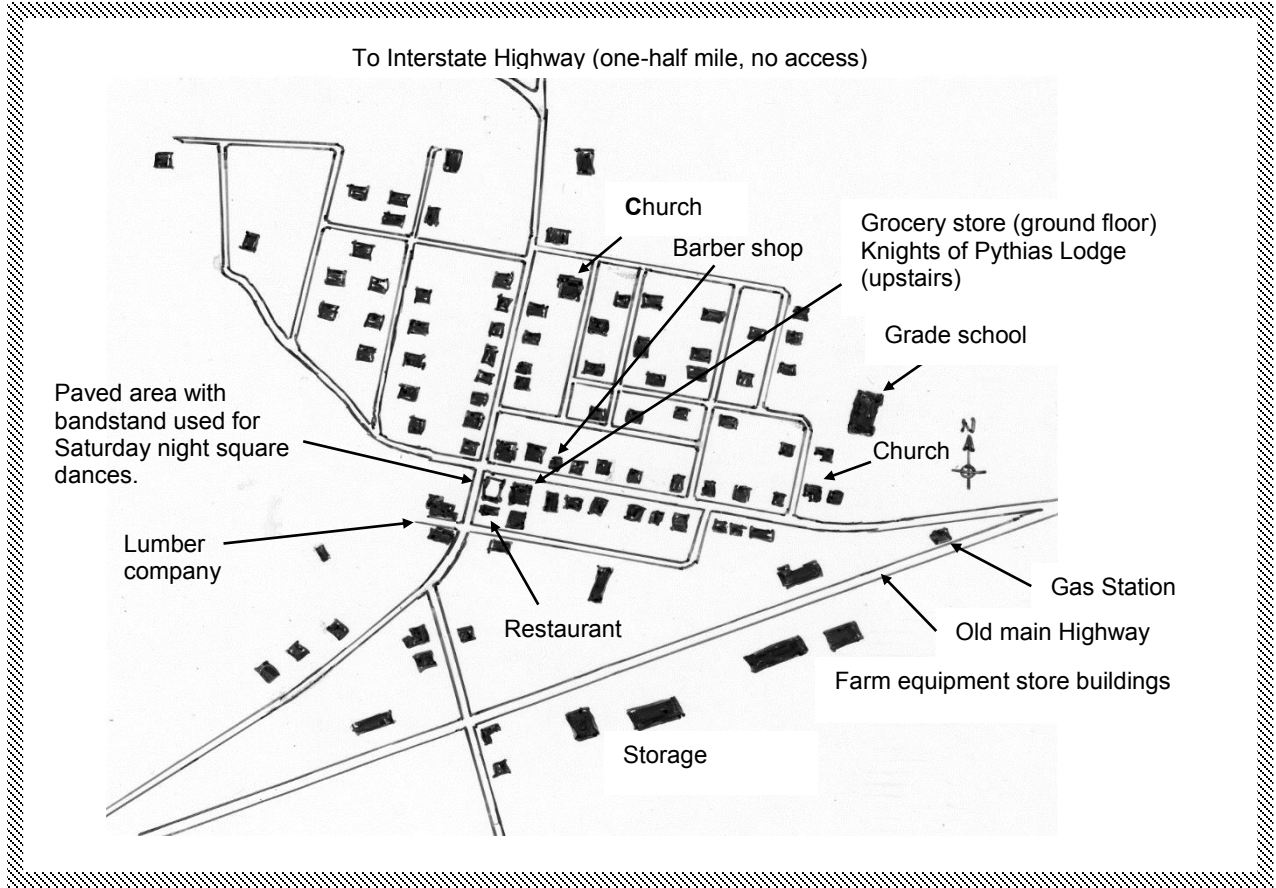 To Interstate Highway (one-half mile, no access)
Church
Barber shop
Grocery store (ground floor)
Knights of Pythias Lodge
(upstairs)
Grade school
Paved area with
bandstand used for
Saturday night square
dances.
N
Church
Lumber
company
Gas Station
Restaurant
Old main Highway
Farm equipment store buildings
Storage